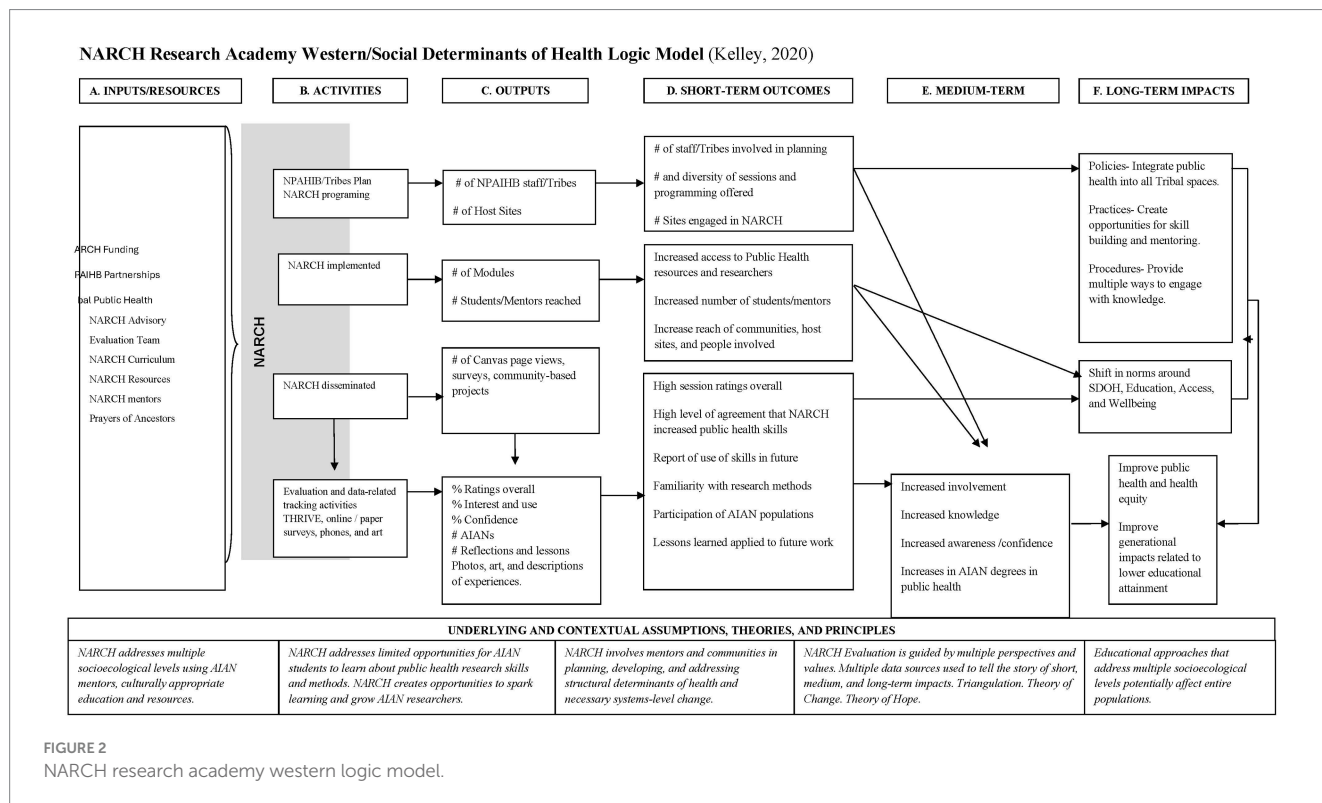 NARCH Research Academy Western/Social Determinants of Health Logic Model (Kelley, 2020)
A. INPUTS/RESOURCES
B. ACTIVITIES
C. OUTPUTS
D. SHORT-TERM OUTCOMES
E. MEDIUM-TERM
F. LONG-TERM IMPACTS
ARCH Funding
PAIHB Partnerships
bal Public Health
NARCH Advisory
Evaluation Team
NARCH Curriculum
NARCH Resources
NARCH mentors
Prayers of Ancestors
NARCH
NPAHIB/Tribes Plan
NARCH programing
NARCH implemented
NARCH disseminated
Evaluation and data-related
tracking activities
THRIVE, online / paper
surveys, phones, and art
# of NPAIHB staff/Tribes
# of Host Sites
# of Modules
# Students/Mentors reached
# of Canvas page views,
surveys, community-based
projects
% Ratings overall
% Interest and use
% Confidence
# AIANs
# Reflections and lessons
Photos, art, and descriptions
of experiences.
# of staff/Tribes involved in planning
# and diversity of sessions and
programming offered
# Sites engaged in NARCH
Increased access to Public Health
resources and researchers
Increased number of students/mentors
Increase reach of communities, host
sites, and people involved
High session ratings overall
High level of agreement that NARCH
increased public health skills
Report of use of skills in future
Familiarity with research methods
Participation of AIAN populations
Lessons learned applied to future work
Increased involvement
Increased knowledge
Increased awareness /confidence
Increases in AIAN degrees in
public health
Policies- Integrate public
health into all Tribal spaces.
Practices- Create
opportunities for skill
building and mentoring.
Procedures- Provide
multiple ways to engage
with knowledge.
Shift in norms around
SDOH, Education, Access,
and Wellbeing
Improve public
health and health
equity
Improve
generational
impacts related to
lower educational
attainment
UNDERLYING AND CONTEXTUAL ASSUMPTIONS, THEORIES, AND PRINCIPLES
NARCH addresses multiple
socioecological levels using AIAN
mentors, culturally appropriate
education and resources.
NARCH addresses limited opportunities for AIAN
students to learn about public health research skills
and methods. NARCH creates opportunities to spark
learning and grow AIAN researchers.
NARCH involves mentors and communities in
planning, developing, and addressing
structural determinants of health and
necessary systems-level change.
NARCH Evaluation is guided by multiple perspectives and
values. Multiple data sources used to tell the story of short,
medium, and long-term impacts. Triangulation. Theory of
Change. Theory of Hope.
Educational approaches that
address multiple socioecological
levels potentially affect entire
populations.
FIGURE 2
NARCH research academy western logic model.